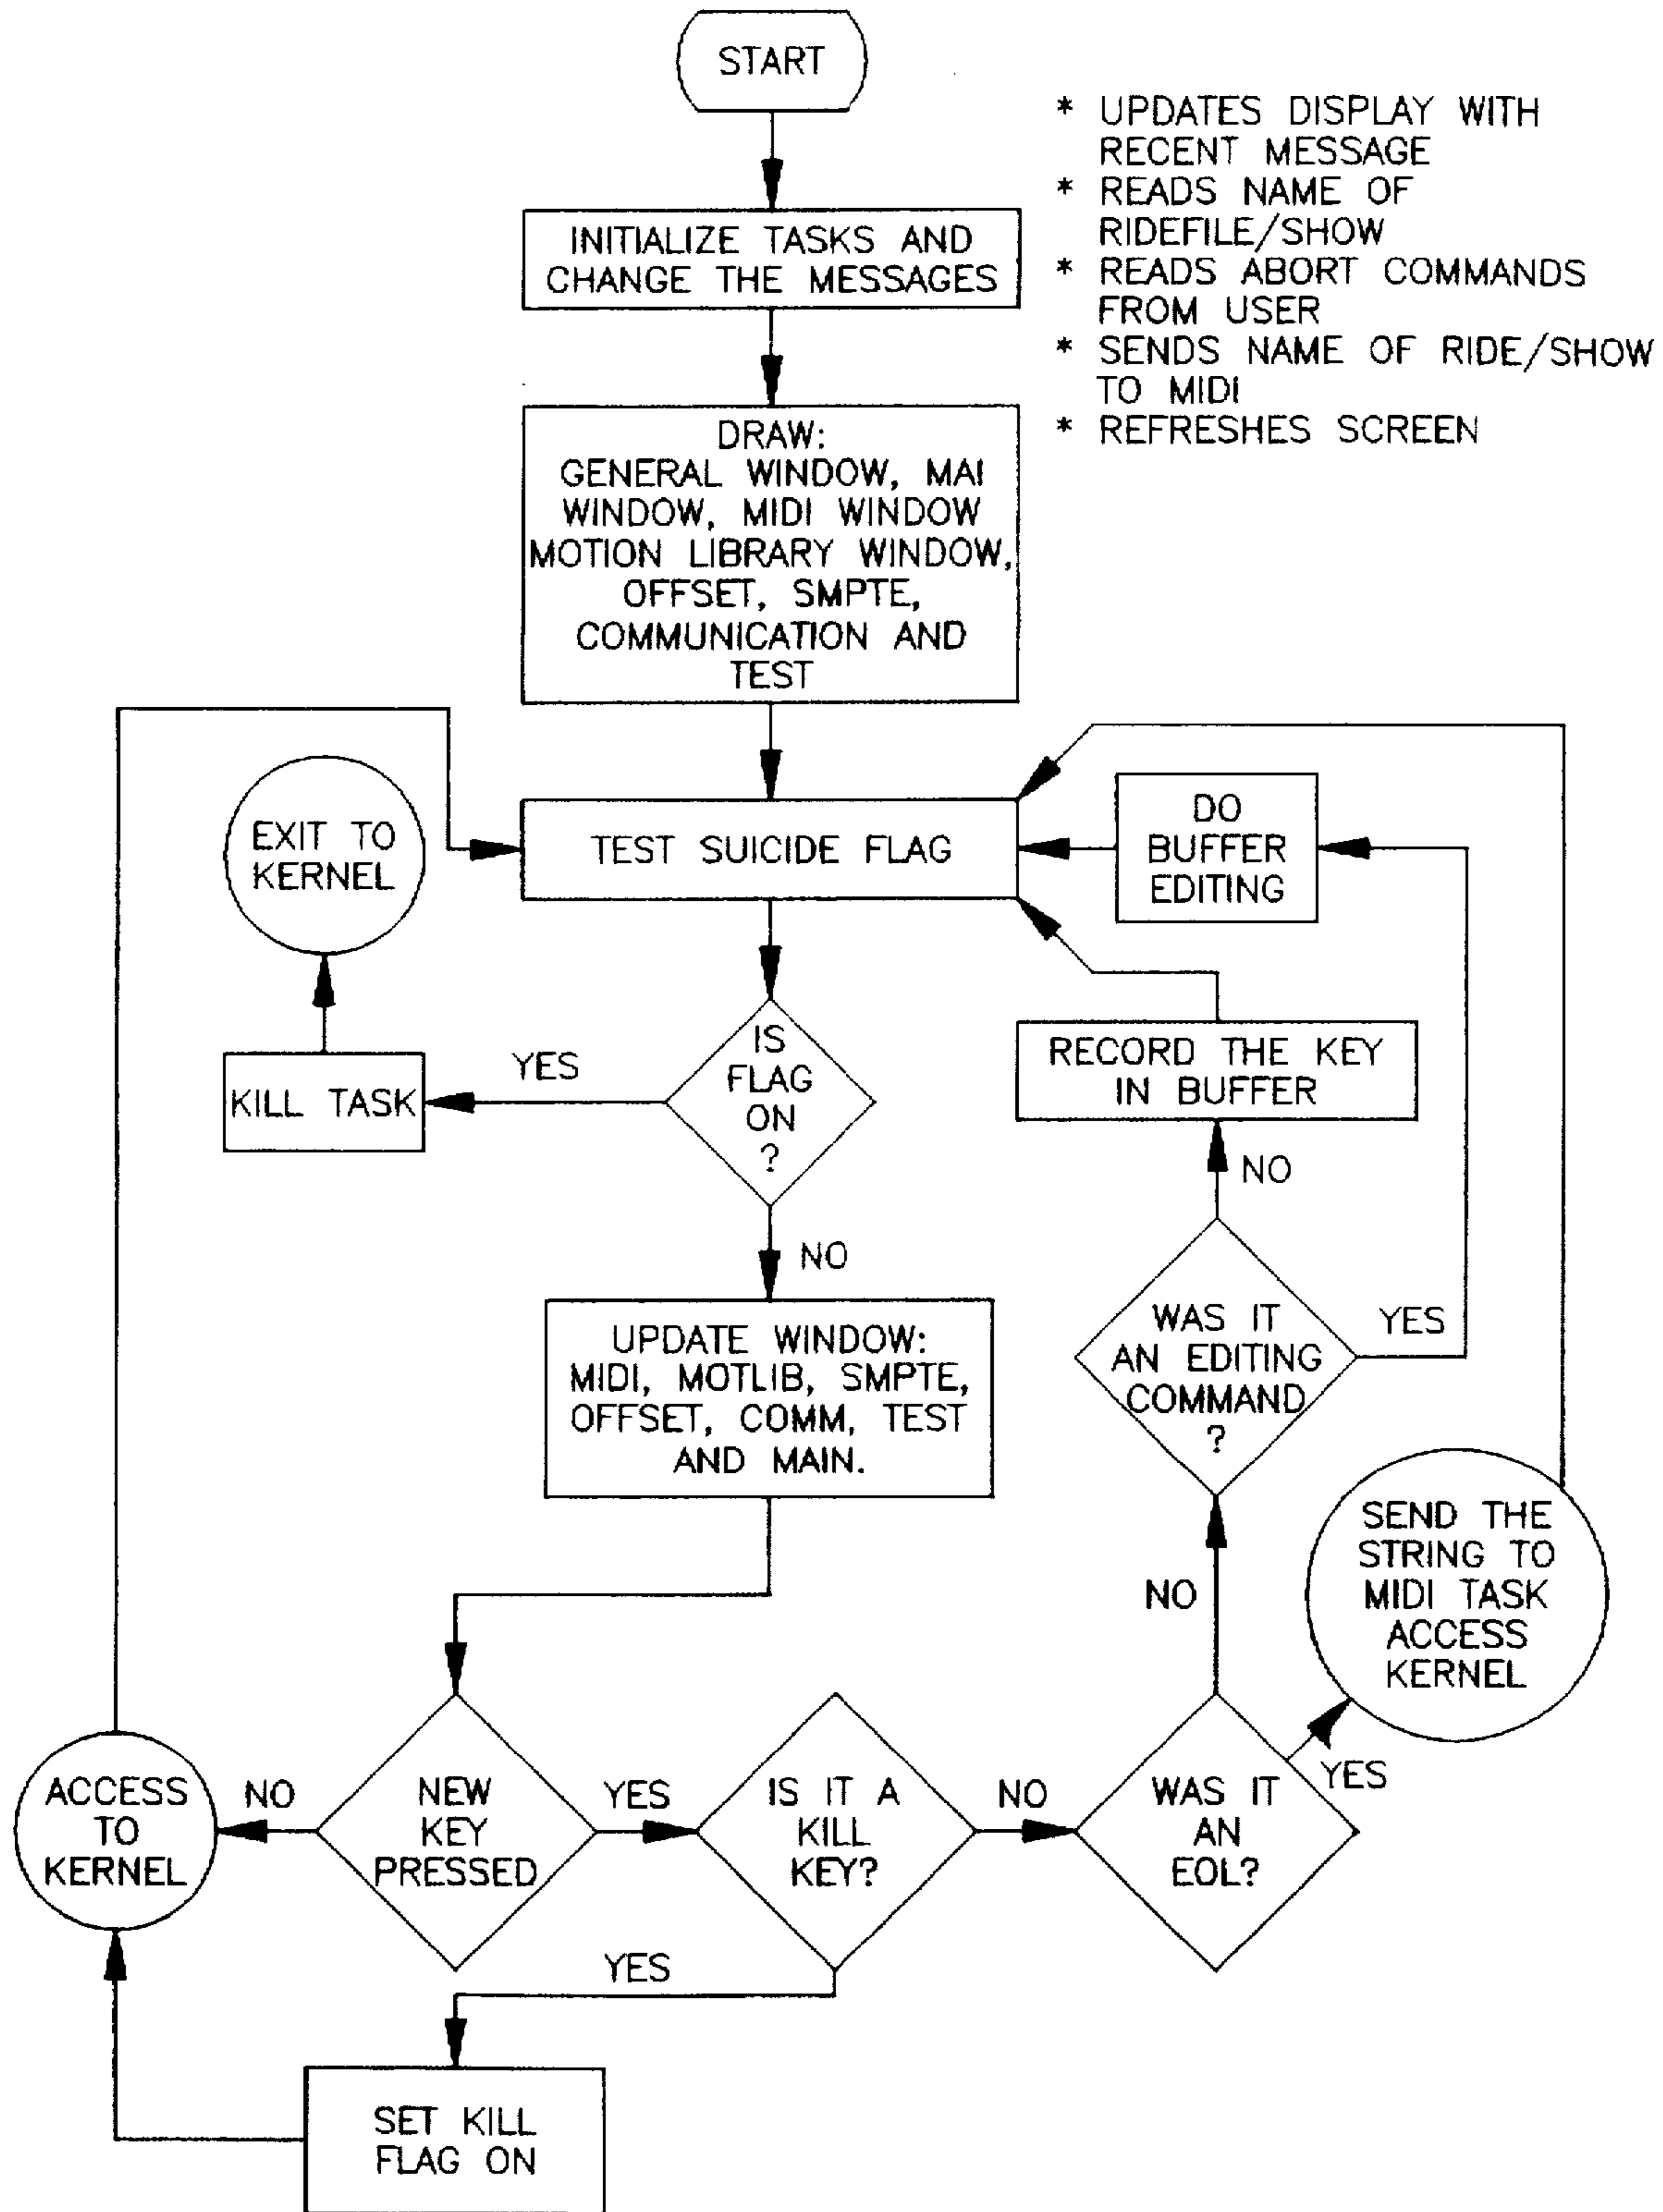 START
* UPDATES DISPLAY WITH
RECENT MESSAGE
* READS NAME OF
RIDEFILE/SHOW
* READS ABORT COMMANDS
FROM USER
* SENDS NAME OF RIDE/SHOW
TO MIDI
* REFRESHES SCREEN
INITIALIZE TASKS AND
CHANGE THE MESSAGES
DRAW:
GENERAL WINDOW, MAI
WINDOW, MIDI WINDOW
MOTION LIBRARY WINDOW,
OFFSET, SMPTE,
COMMUNICATION AND
TEST
EXIT TO
KERNEL
TEST SUICIDE FLAG
DO
BUFFER
EDITING
KILL TASK
YES
IS
FLAG
ON
?
RECORD THE KEY
IN BUFFER
NO
NO
UPDATE WINDOW:
MIDI, MOTLIB, SMPTE,
OFFSET, COMM, TEST
AND MAIN.
WAS IT
AN EDITING
COMMAND
?
YES
SEND THE
STRING TO
MIDI TASK
ACCESS
KERNEL
NO
ACCESS
TO
KERNEL
NO
NEW
KEY
PRESSED
YES
IS IT A
KILL
KEY?
NO
WAS IT
AN
EOL?
YES
YES
SET KILL
FLAG ON